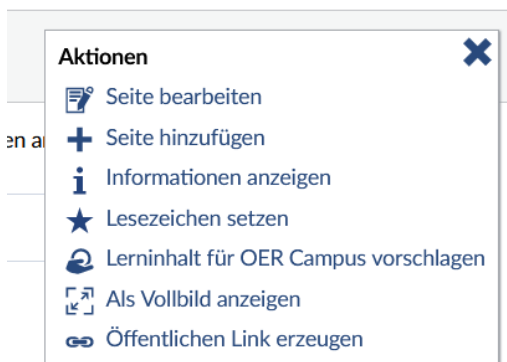 Aktionen
Seite bearbeiten
en a
Seite hinzufügen
Informationen anzeigen
Lesezeichen setzen
Lerninhalt für OER Campus vorschlagen
Als Vollbild anzeigen
Öffentlichen Link erzeugen